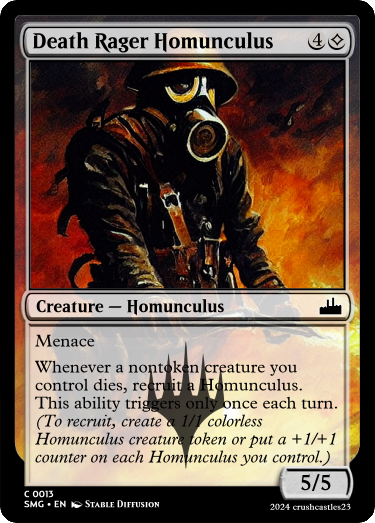 Death Rager Homunculus 4
Creature — Homunculus
Menace
Whenever a nontoken creature you
control dies, recruit a Homunculus.
This ability triggers only once each turn.
(To recruit, create a 1/1 colorless
Homunculus creature token or put a +1/+1
counter on each Homunculus you control.)
5/5
C 0013
SMG • EN Stable Diffusion
2024 crushcastles23